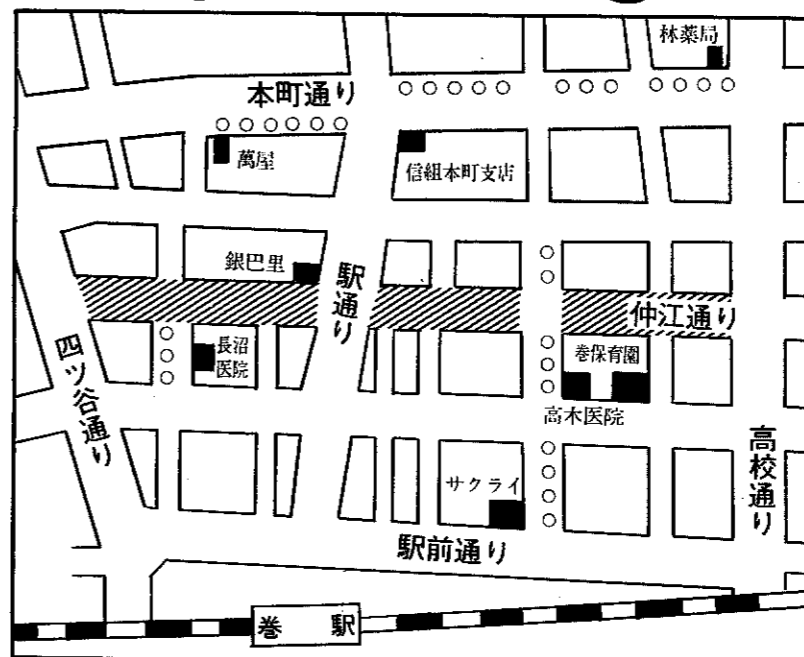 林薬局
本町通り
萬屋
信組本町支店
銀巴里
駅通り
仲江通り
四ツ谷通り
長沼
医院
巻保育園
高木医院
高校通り
サクライ
駅前通り
巻駅